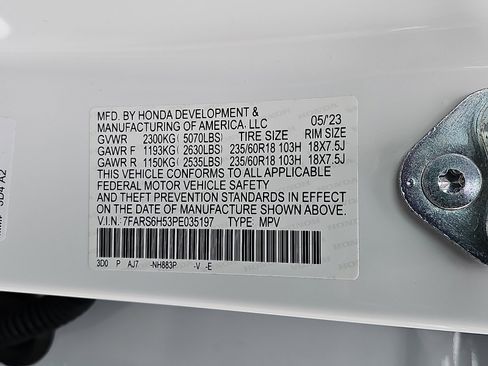 MFD. BY HONDA DEVELOPMENT &
MANUFACTURING OF AMERICA, LLC 05/'23
GVWR 2300KG (5070LBS) TIRE SIZE RIM SIZE
GAWR F 1193KG (2630LBS) 235/60R18 103H 18X7.5J
GAWR R 1150KG (2535LBS) 235/60R18 103H 18X7.5J
THIS VEHICLE CONFORMS TO ALL APPLICABLE
FEDERAL MOTOR VEHICLE SAFETY
AND THEFT PREVENTION STANDARDS IN EFFECT
ON THE DATE OF MANUFACTURE SHOWN ABOVE.
V.I.N.: 7FARS6H53PE035197 TYPE: MPV
3D0 P AJ7 -NH883P -V -E
3D4 A2